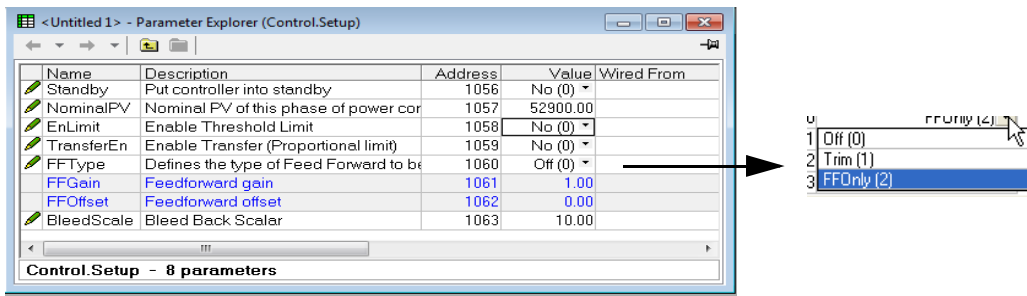 <Untitled 1> - Parameter Explorer (Control.Setup)
Name Description Address Value Wired From
Standby Put controller into standby 1056 No (0)
NominalPV Nominal PV of this phase of power cor 1057 52900.00
EnLimit Enable Threshold Limit 1058 No (0)
TransferEn Enable Transfer (Proportional limit) 1059 No (0)
FFType Defines the type of Feed Forward to be 1060 Off (0)
FFGain Feedforward gain 1061 1.00
FFOffset Feedforward offset 1062 0.00
BleedScale Bleed Back Scalar 1063 10.00
Control.Setup - 8 parameters
0 FFOnly (2)
1 Off (0)
2 Trim (1)
3 FFOnly (2)